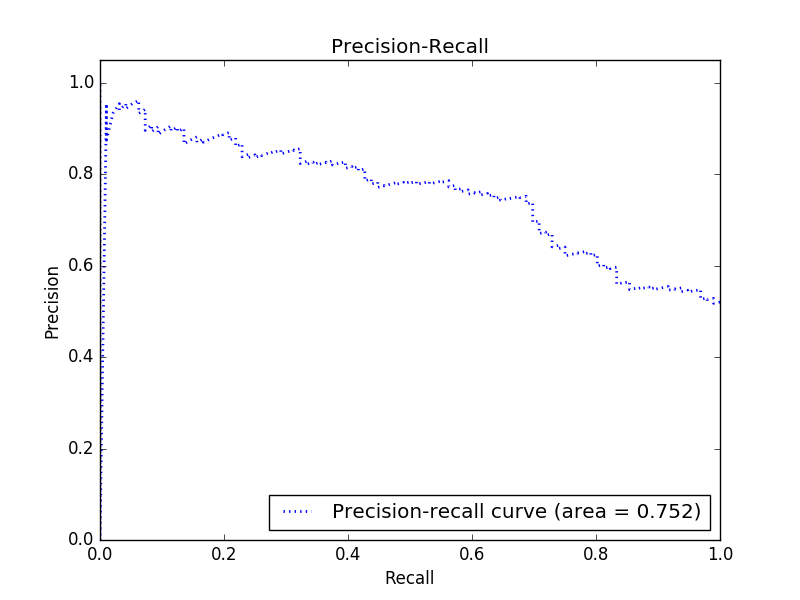 Precision-Recall
1.0
0.8
0.6
0.4
0.2
0.0
Precision
Precision-recall curve (area = 0.752)
0.0 0.2 0.4 0.6 0.8 1.0
Recall